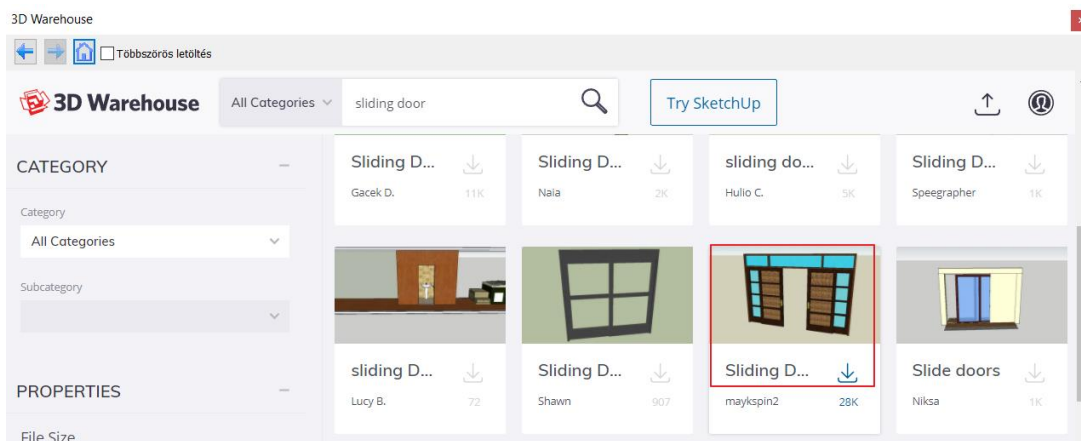 3D Warehouse
Többszörös letöltés
3D Warehouse
All Categories
sliding door
Try SketchUp
CATEGORY
Category
All Categories
Subcategory
PROPERTIES
File Size
Sliding D...
Gacek D. 11K
Sliding D...
Naia 2K
sliding do...
Hulio C. 5K
Sliding D...
Speegrapher 1K
sliding D...
Lucy B. 72
Sliding D...
Shawn 907
Sliding D...
maykspin2 28K
Slide doors
Niksa 1K